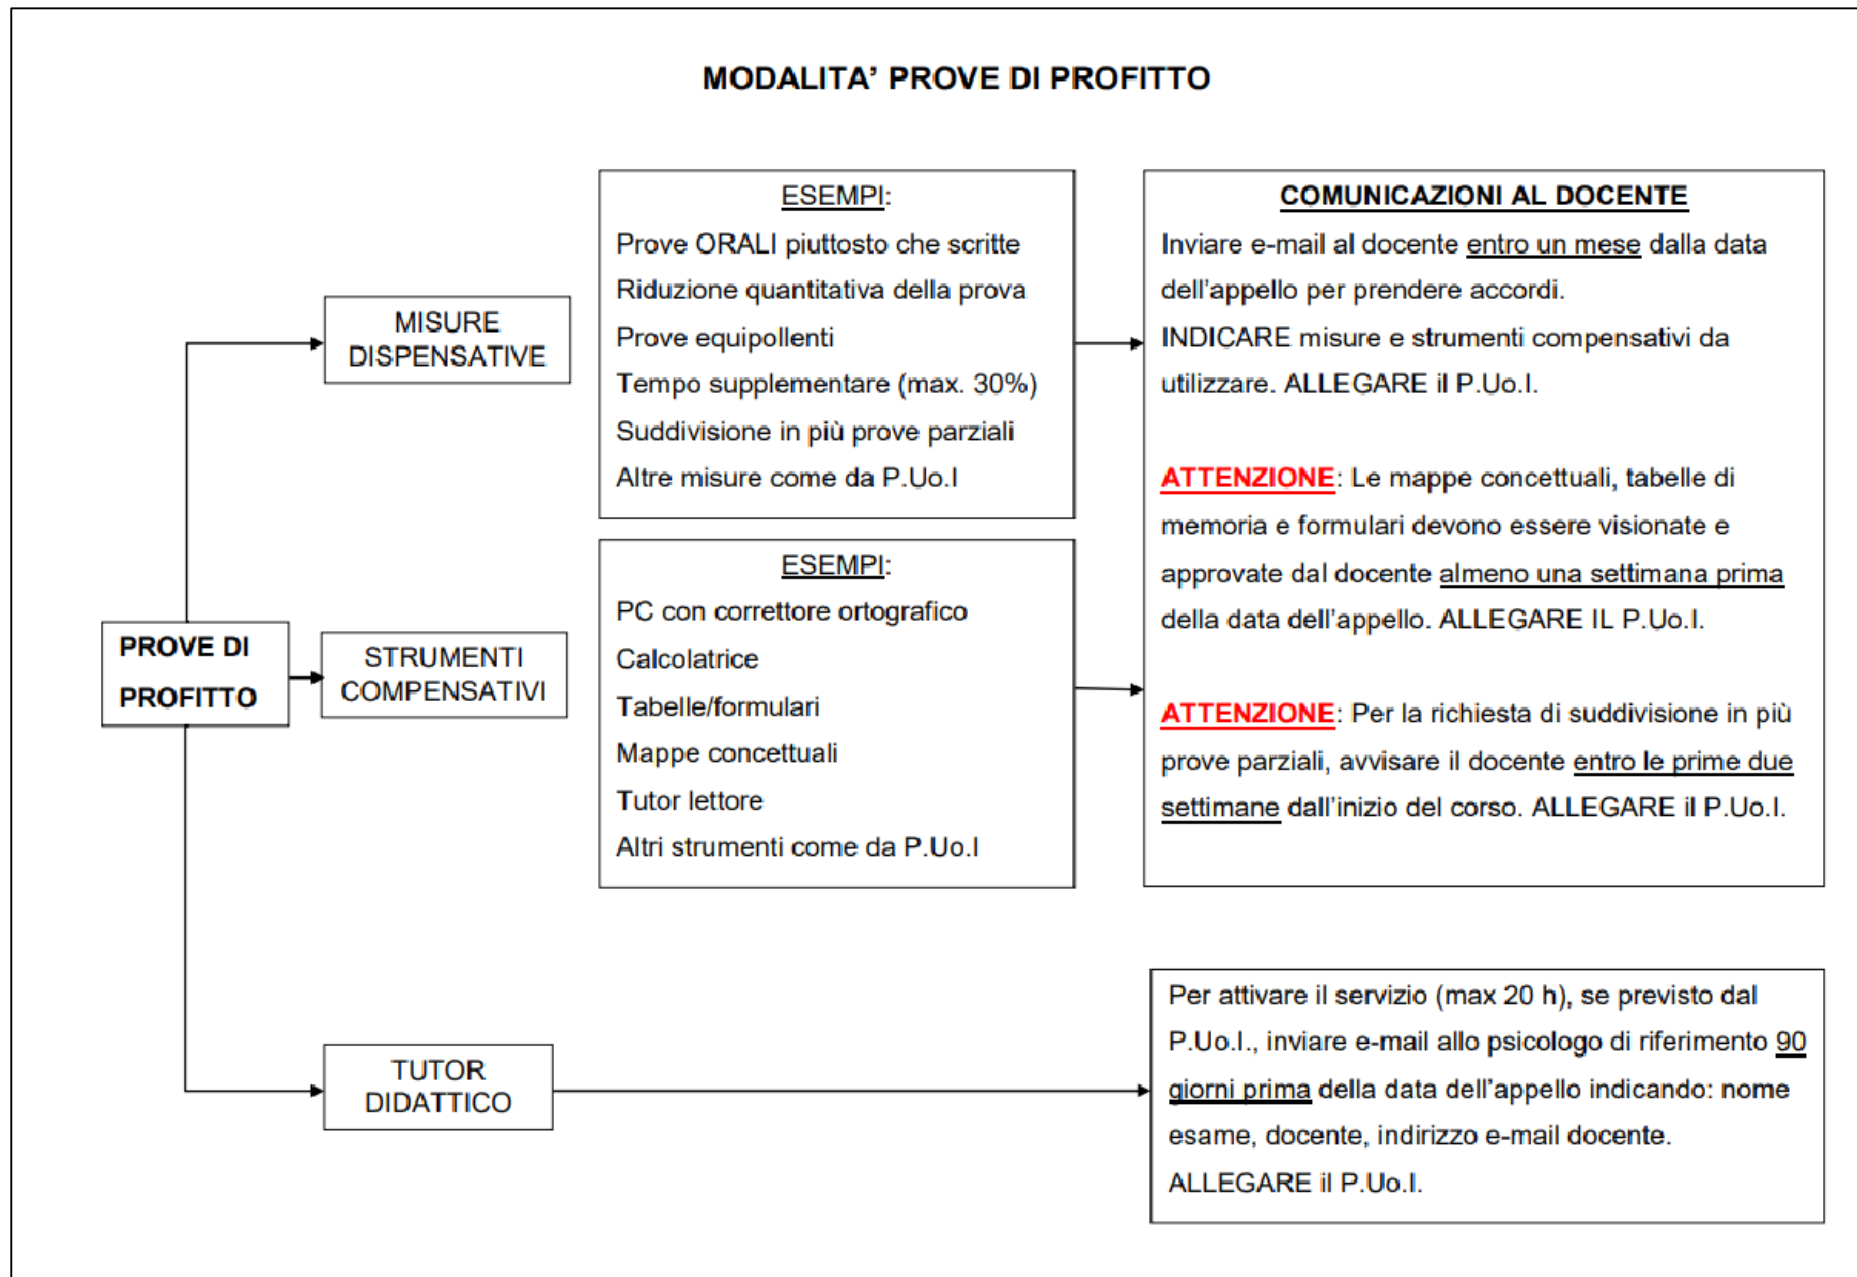 MODALITA’ PROVE DI PROFITTO
PROVE DI
PROFITTO
MISURE
DISPENSATIVE
ESEMPI:
Prove ORALI piuttosto che scritte
Riduzione quantitativa della prova
Prove equipollenti
Tempo supplementare (max. 30%)
Suddivisione in più prove parziali
Altre misure come da P.Uo.I
STRUMENTI
COMPENSATIVI
ESEMPI:
PC con correttore ortografico
Calcolatrice
Tabelle/formulari
Mappe concettuali
Tutor lettore
Altri strumenti come da P.Uo.I
COMUNICAZIONI AL DOCENTE
Inviare e-mail al docente entro un mese dalla data
dell’appello per prendere accordi.
INDICARE misure e strumenti compensativi da
utilizzare. ALLEGARE il P.Uo.I.
ATTENZIONE: Le mappe concettuali, tabelle di
memoria e formulari devono essere visionate e
approvate dal docente almeno una settimana prima
della data dell’appello. ALLEGARE IL P.Uo.I.
ATTENZIONE: Per la richiesta di suddivisione in più
prove parziali, avvisare il docente entro le prime due
settimane dall’inizio del corso. ALLEGARE il P.Uo.I.
TUTOR
DIDATTICO
Per attivare il servizio (max 20 h), se previsto dal
P.Uo.I., inviare e-mail allo psicologo di riferimento 90
giorni prima della data dell’appello indicando: nome
esame, docente, indirizzo e-mail docente.
ALLEGARE il P.Uo.I.